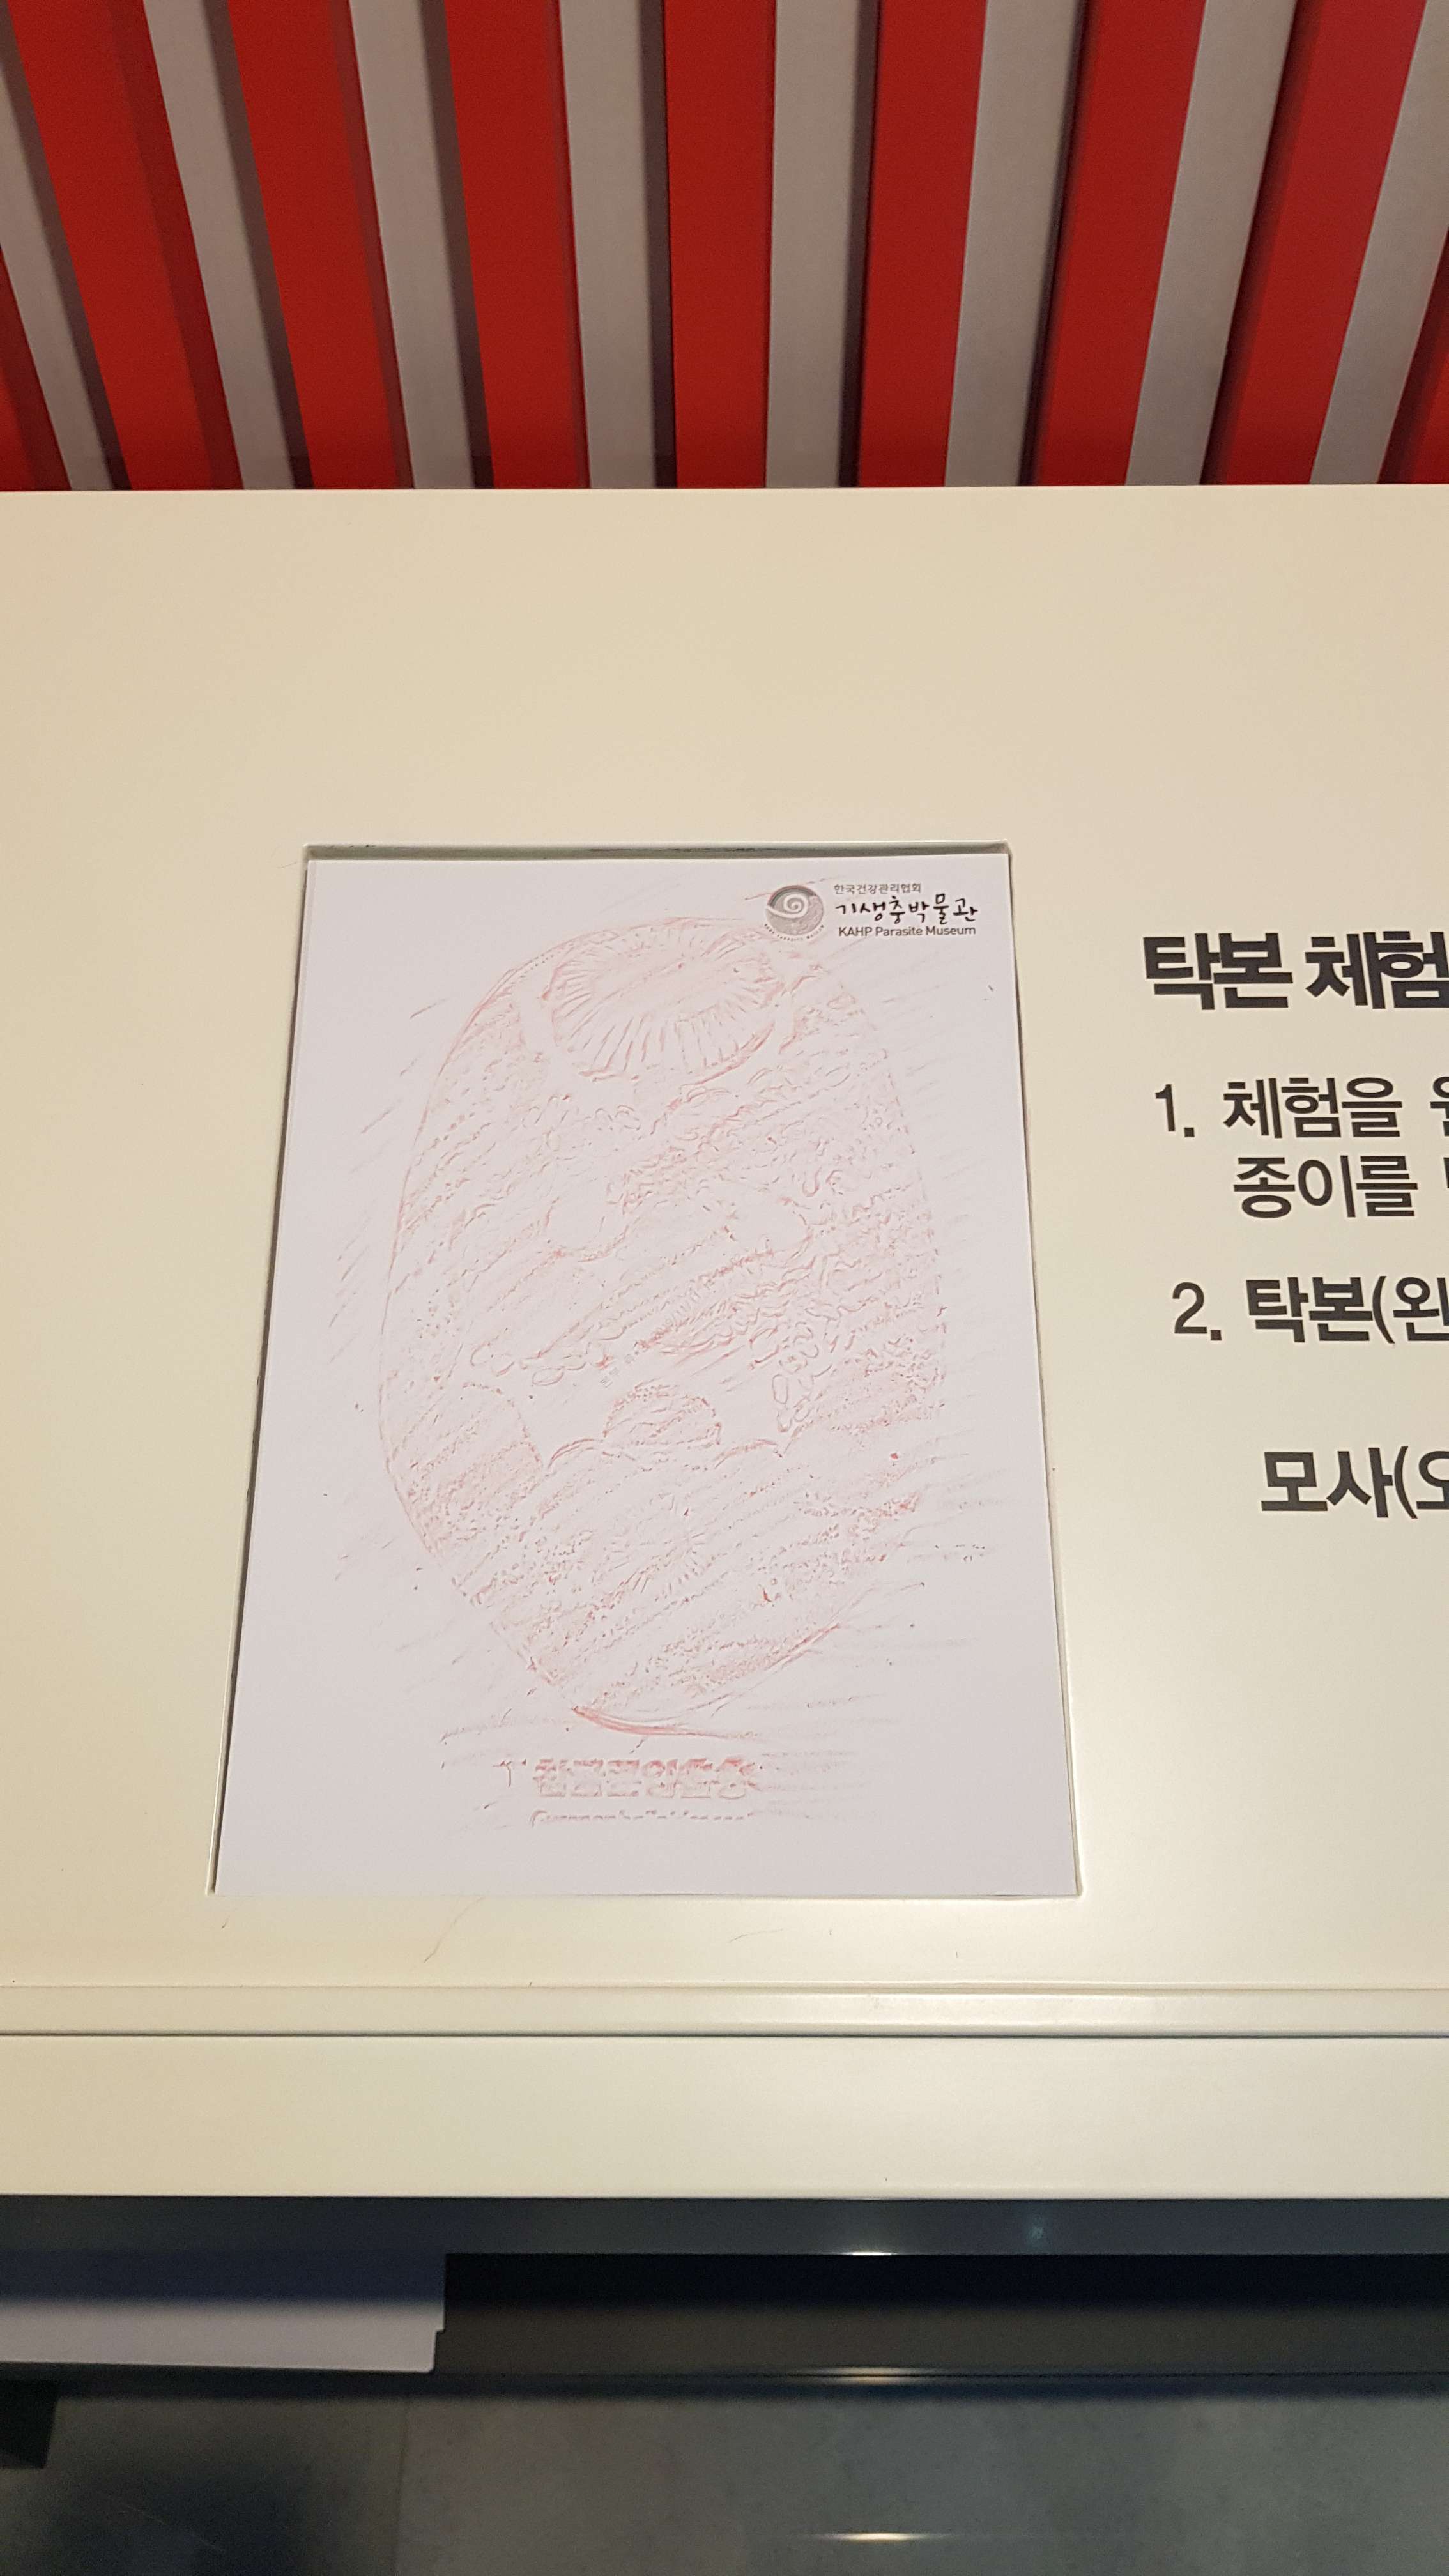 한국건강관리협회
기생충박물관
KAHP Parasite Museum
탁본 체험
1. 체험을
종이를
2. 탁본(왼
모사(오